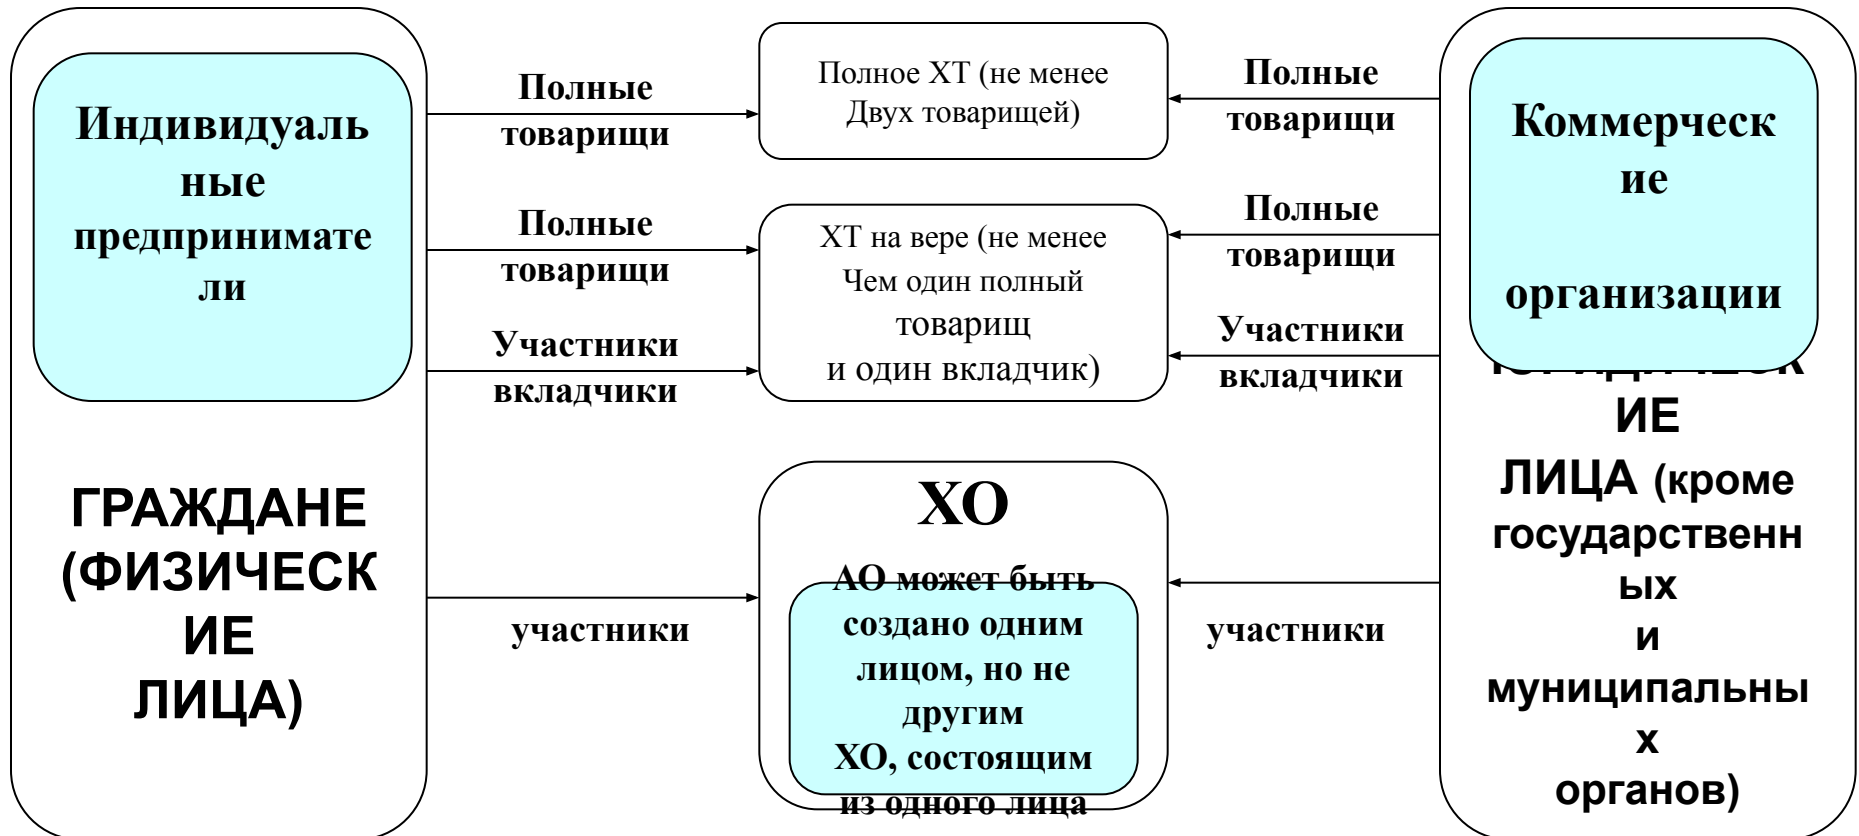 Индивидуаль
ные
предпринимате
ли
ГРАЖДАНЕ
(ФИЗИЧЕСК
ИЕ
ЛИЦА)
Полные
товарищи
Полные
товарищи
Участники
вкладчики
участники
Полное ХТ (не менее
Двух товарищей)
ХТ на вере (не менее
Чем один полный
товарищ
и один вкладчик)
ХО
АО может быть
создано одним
лицом, но не
другим
ХО, состоящим
из одного лица
Полные
товарищи
Полные
товарищи
Участники
вкладчики
участники
Коммерческ
ие
организации
ЮРИДИЧЕСК
ИЕ
ЛИЦА (кроме
государственн
ых
и
муниципальны
х
органов)